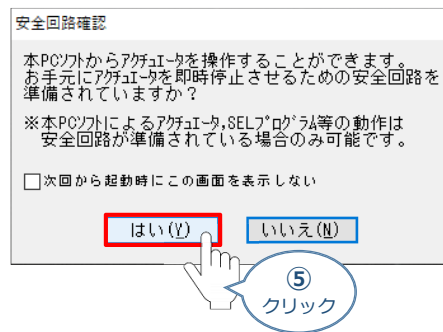 安全回路確認
本PCソフトからアクチュエータを操作することができます。
お手元にアクチュエータを即時停止させるための安全回路を
準備されていますか？
※本PCソフトによるアクチュエータ,SELプログラム等の動作は
安全回路が準備されている場合のみ可能です。
次回から起動時にこの画面を表示しない
はい(Y)
いいえ(N)
⑤
クリック